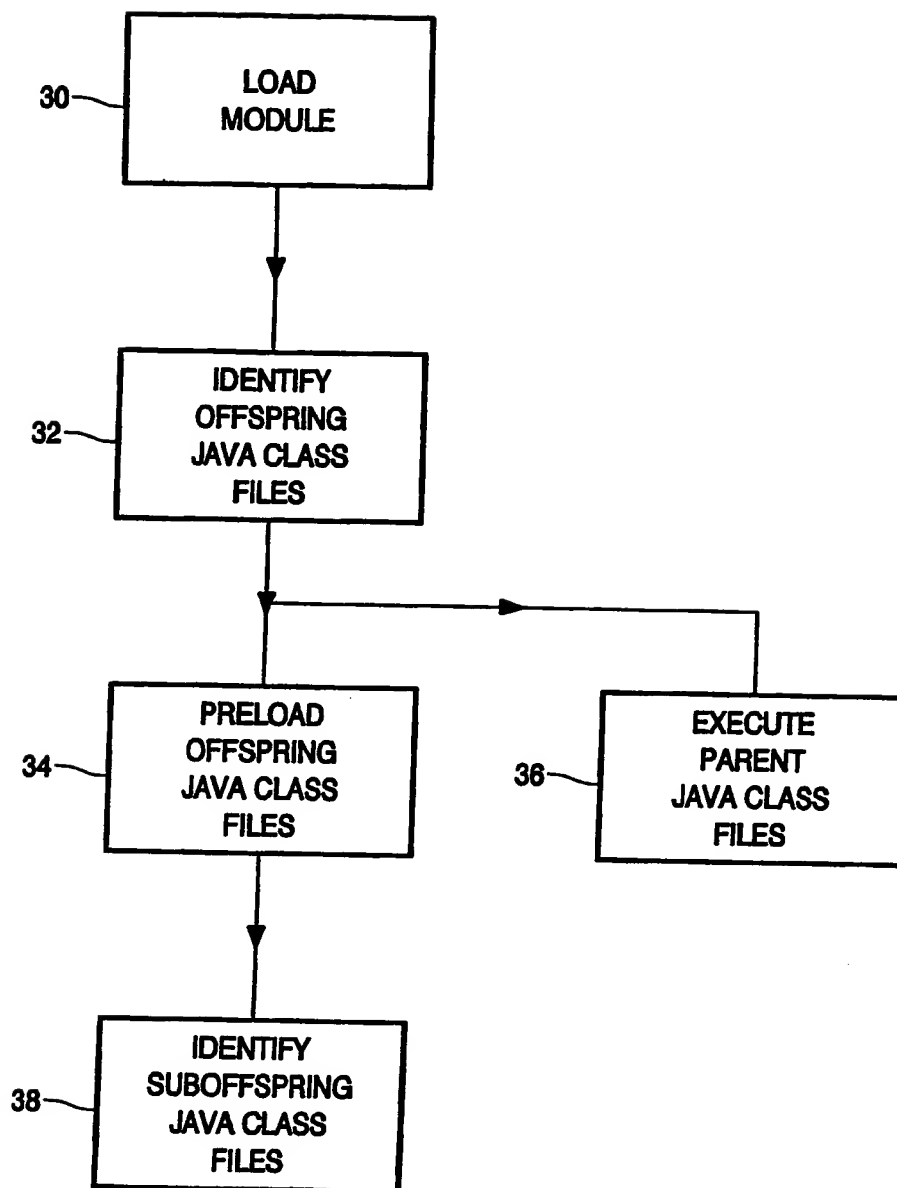 30
LOAD
MODULE
32
IDENTIFY
OFFSPRING
JAVA CLASS
FILES
34
PRELOAD
OFFSPRING
JAVA CLASS
FILES
36
EXECUTE
PARENT
JAVA CLASS
FILES
38
IDENTIFY
SUBOFFSPRING
JAVA CLASS
FILES